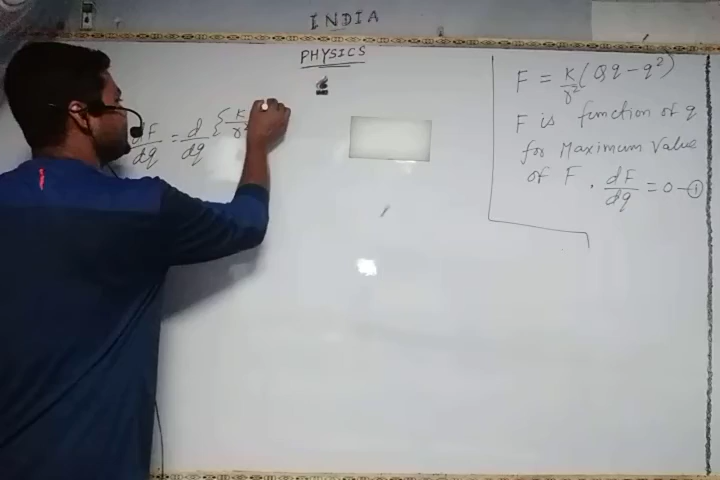 INDIA
PHYSICS
dF/dq = d/dq { K/r²
F = K/r² (Qq - q²)
F is function of q
for Maximum Value
of F, dF/dq = 0 - ①